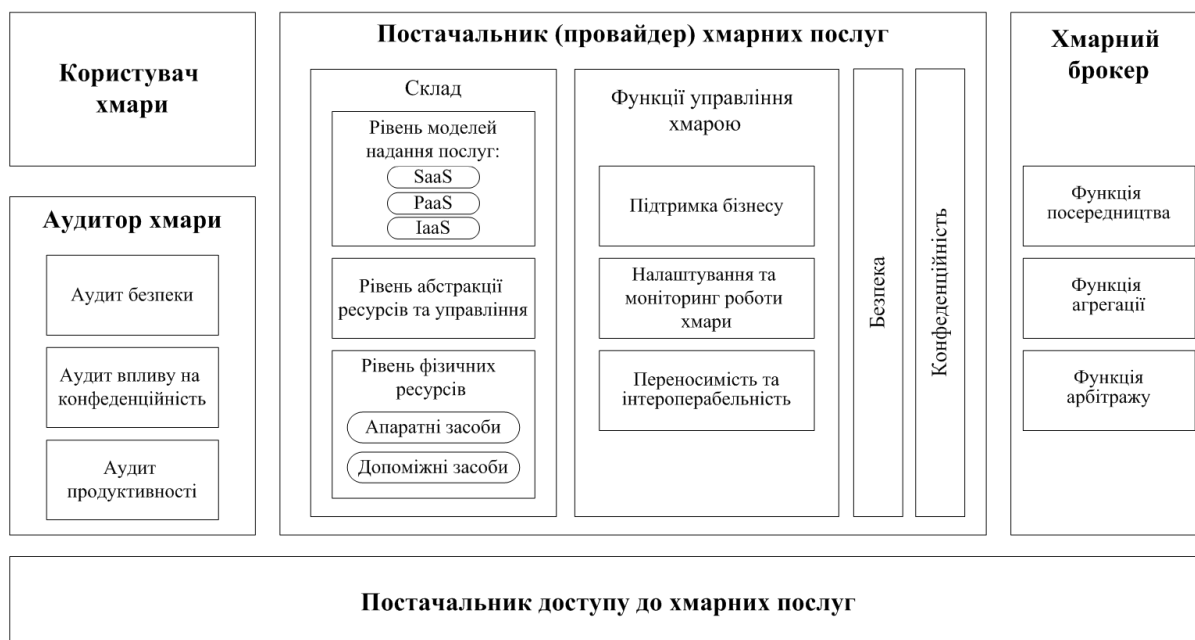 Користувач
хмари
Аудитор хмари
Аудит безпеки
Аудит впливу на
конфеденційність
Аудит
продуктивності
Постачальник (провайдер) хмарних послуг
Склад
Рівень моделей
надання послуг:
SaaS
PaaS
IaaS
Рівень абстракції
ресурсів та управління
Рівень фізичних
ресурсів
Апаратні засоби
Допоміжні засоби
Функції управління
хмарою
Підтримка бізнесу
Налаштування та
моніторинг роботи
хмари
Переносимість та
інтероперабельність
Безпека
Конфеденційність
Хмарний
брокер
Функція
посередництва
Функція
агрегації
Функція
арбітражу
Постачальник доступу до хмарних послуг